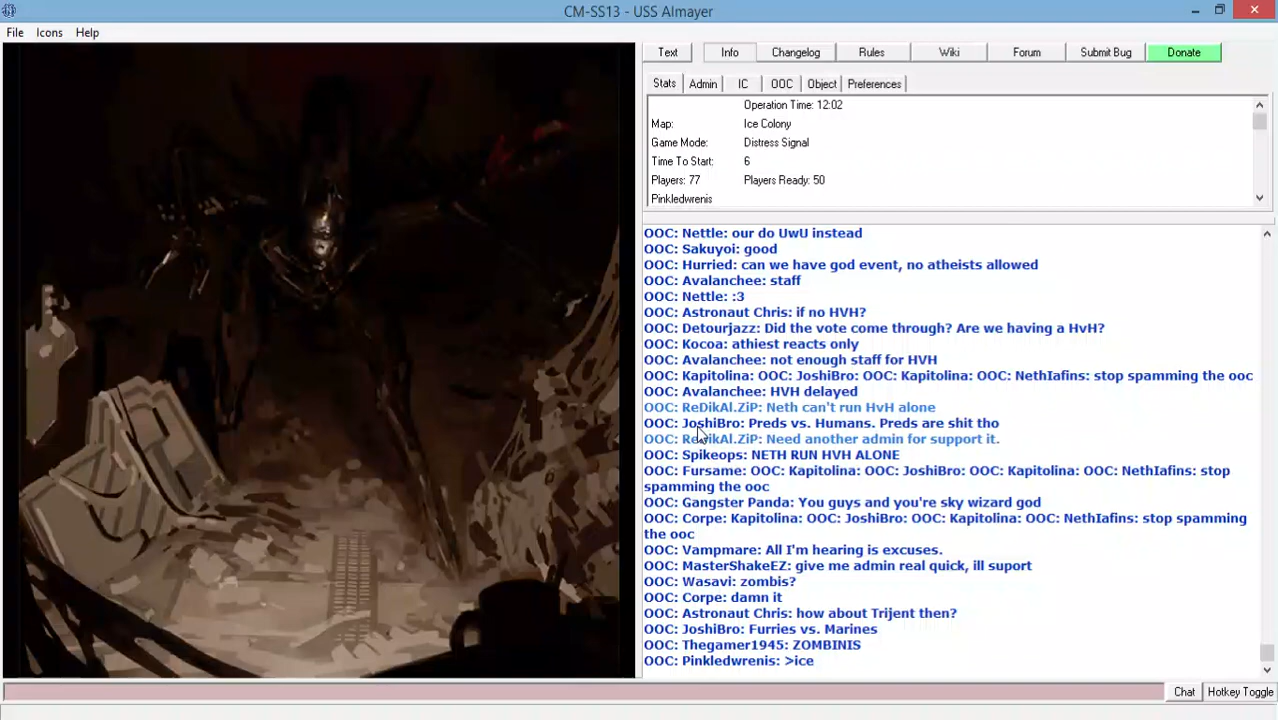 CM-SS13 - USS Almayer
File Icons Help
Text Info Changelog Rules Wiki Forum Submit Bug Donate
Stats Admin IC OOC Object Preferences
Operation Time: 12:02
Map: Ice Colony
Game Mode: Distress Signal
Time To Start: 6
Players: 77 Players Ready: 50
Pinkledwrenis
OOC: Nettle: our do UwU instead
OOC: Sakuyoi: good
OOC: Hurried: can we have god event, no atheists allowed
OOC: Avalanchee: staff
OOC: Nettle: :3
OOC: Astronaut Chris: if no HVH?
OOC: Detourjazz: Did the vote come through? Are we having a HvH?
OOC: Kocoa: athiest reacts only
OOC: Avalanchee: not enough staff for HVH
OOC: Kapitolina: OOC: JoshiBro: OOC: Kapitolina: OOC: NethIafins: stop spamming the ooc
OOC: Avalanchee: HVH delayed
OOC: ReDikAl.ZiP: Neth can't run HvH alone
OOC: JoshiBro: Preds vs. Humans. Preds are shit tho
OOC: ReDikAl.ZiP: Need another admin for support it.
OOC: Spikeops: NETH RUN HVH ALONE
OOC: Fursame: OOC: Kapitolina: OOC: JoshiBro: OOC: Kapitolina: OOC: NethIafins: stop
spamming the ooc
OOC: Gangster Panda: You guys and you're sky wizard god
OOC: Corpe: Kapitolina: OOC: JoshiBro: OOC: Kapitolina: OOC: NethIafins: stop spamming
the ooc
OOC: Vampmare: All I'm hearing is excuses.
OOC: MasterShakeEZ: give me admin real quick, ill suport
OOC: Wasavi: zombis?
OOC: Corpe: damn it
OOC: Astronaut Chris: how about Trijent then?
OOC: JoshiBro: Furries vs. Marines
OOC: Thegamer1945: ZOMBINIS
OOC: Pinkledwrenis: >ice
Chat Hotkey Toggle